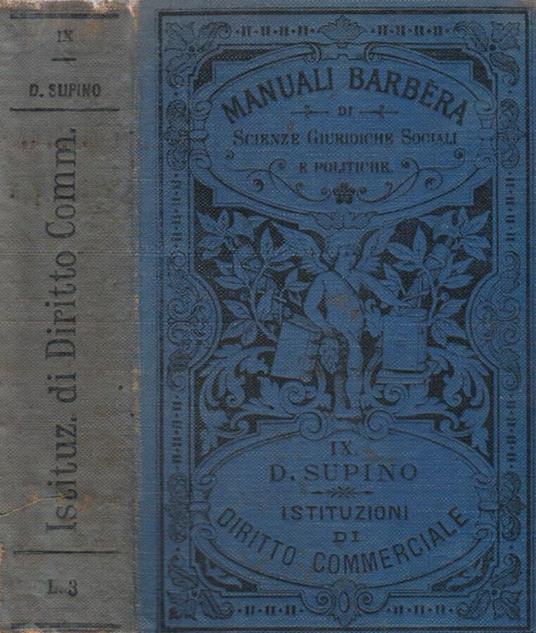 IX
D. SUPINO
Istituz. di Diritto Comm.
L. 3
MANUALI BARBÈRA
DI
SCIENZE GIURIDICHE SOCIALI
E POLITICHE.
IX.
D. SUPINO
ISTITUZIONI
DI
DIRITTO COMMERCIALE